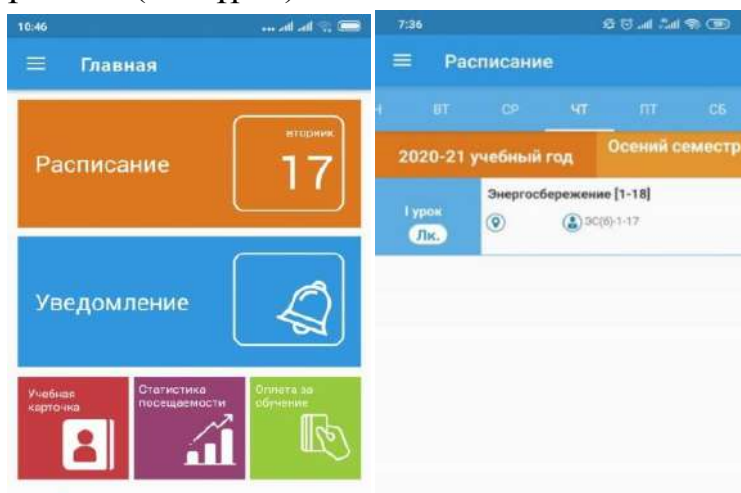 10:46
Главная
Расписание
вторник
17
Уведомление
Учебная
карточка
Статистика
посещаемости
Оплата за
обучение
7:36
Расписание
ВТ СР ЧТ ПТ СБ
2020-21 учебный год
Осений семестр
Энергосбережение [1-18]
I урок
Лк.
ЭС(б)-1-17